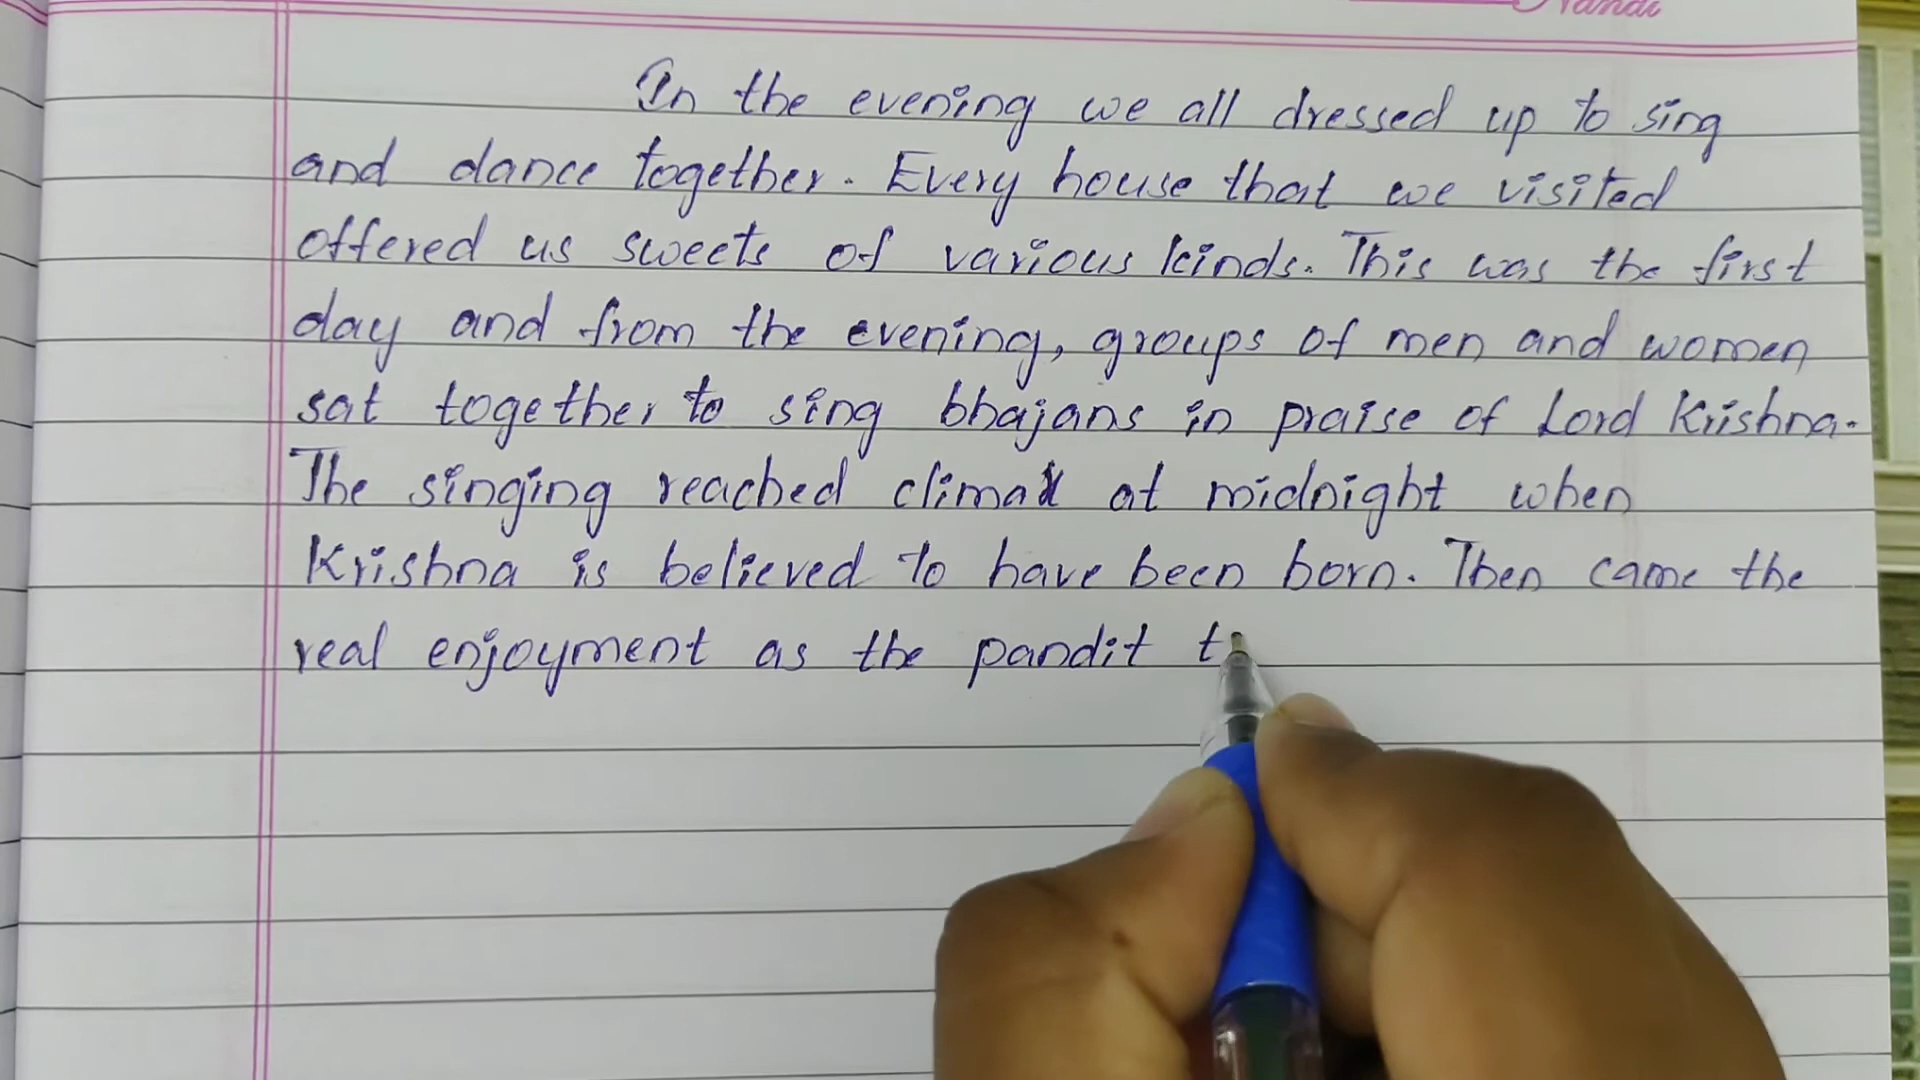 Nandi
In the evening we all dressed up to sing
and dance together. Every house that we visited
offered us sweets of various kinds. This was the first
day and from the evening, groups of men and women
sat together to sing bhajans in praise of Lord Krishna.
The singing reached climax at midnight when
Krishna is believed to have been born. Then came the
real enjoyment as the pandit t